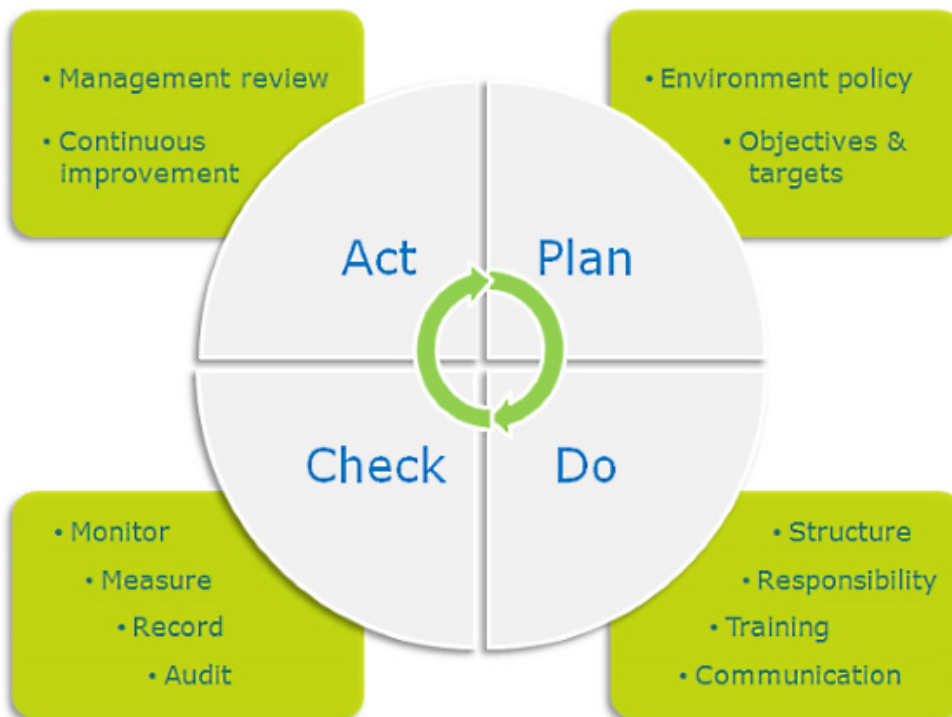 • Management review
• Continuous
improvement
• Environment policy
• Objectives &
targets
Act
Plan
Check
Do
• Monitor
• Measure
• Record
• Audit
• Structure
• Responsibility
• Training
• Communication